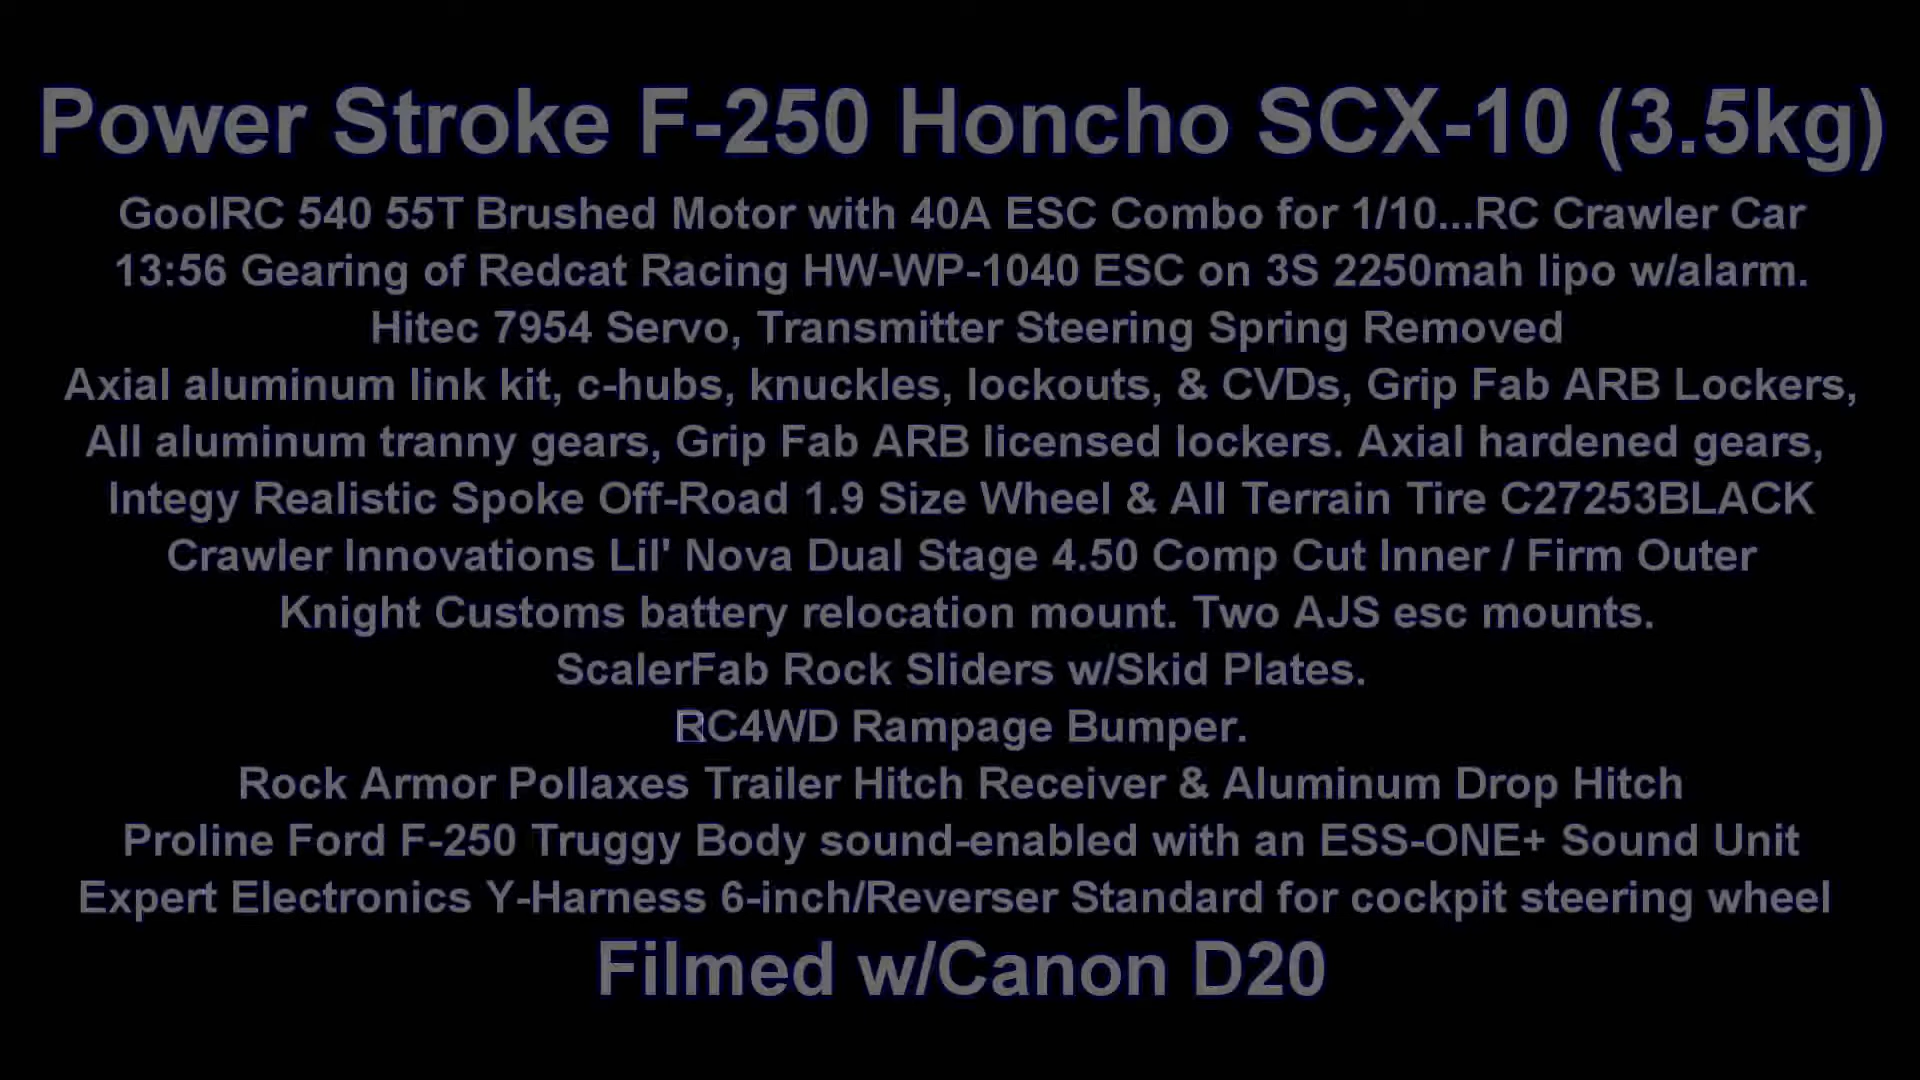 Power Stroke F-250 Honcho SCX-10 (3.5kg)
GoolRC 540 55T Brushed Motor with 40A ESC Combo for 1/10...RC Crawler Car
13:56 Gearing of Redcat Racing HW-WP-1040 ESC on 3S 2250mah lipo w/alarm.
Hitec 7954 Servo, Transmitter Steering Spring Removed
Axial aluminum link kit, c-hubs, knuckles, lockouts, & CVDs, Grip Fab ARB Lockers,
All aluminum tranny gears, Grip Fab ARB licensed lockers. Axial hardened gears,
Integy Realistic Spoke Off-Road 1.9 Size Wheel & All Terrain Tire C27253BLACK
Crawler Innovations Lil' Nova Dual Stage 4.50 Comp Cut Inner / Firm Outer
Knight Customs battery relocation mount. Two AJS esc mounts.
ScalerFab Rock Sliders w/Skid Plates.
RC4WD Rampage Bumper.
Rock Armor Pollaxes Trailer Hitch Receiver & Aluminum Drop Hitch
Proline Ford F-250 Truggy Body sound-enabled with an ESS-ONE+ Sound Unit
Expert Electronics Y-Harness 6-inch/Reverser Standard for cockpit steering wheel
Filmed w/Canon D20